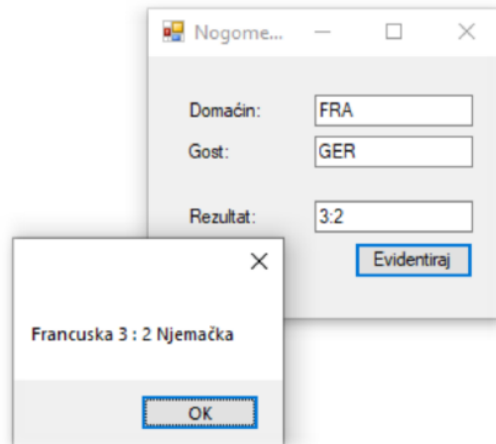 Nogome...
Domaćin: FRA
Gost: GER
Rezultat: 3:2
Evidentiraj
Francuska 3 : 2 Njemačka
OK